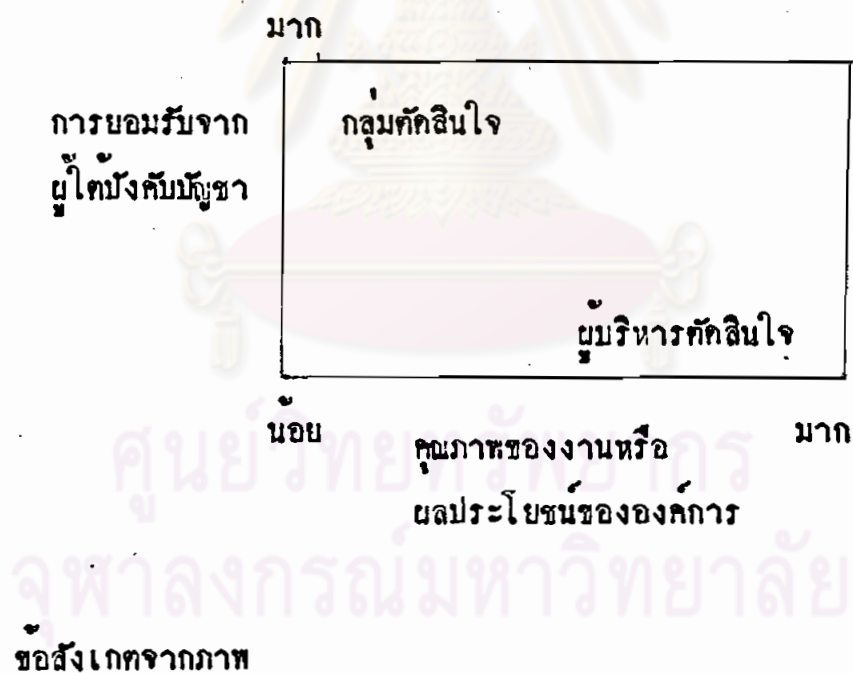 มาก
การยอมรับจาก กลุ่มตัดสินใจ
ผู้ใต้บังคับบัญชา
ผู้บริหารตัดสินใจ
น้อย คุณภาพของงานหรือ มาก
ผลประโยชน์ขององค์การ
ศูนย์วิทยทรัพยากร
จุฬาลงกรณ์มหาวิทยาลัย
ข้อสังเกตจากภาพ